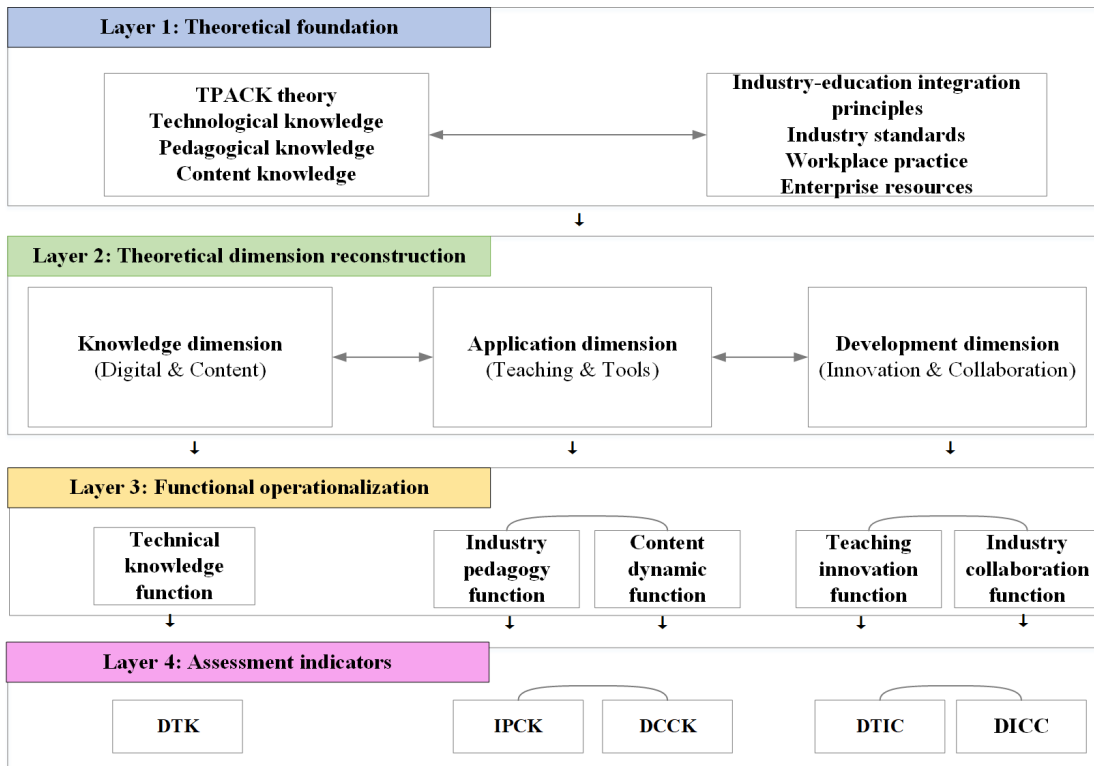 Layer 1: Theoretical foundation
TPACK theory
Technological knowledge
Pedagogical knowledge
Content knowledge
Industry-education integration
principles
Industry standards
Workplace practice
Enterprise resources
Layer 2: Theoretical dimension reconstruction
Knowledge dimension
(Digital & Content)
Application dimension
(Teaching & Tools)
Development dimension
(Innovation & Collaboration)
Layer 3: Functional operationalization
Technical
knowledge
function
Industry
pedagogy
function
Content
dynamic
function
Teaching
innovation
function
Industry
collaboration
function
Layer 4: Assessment indicators
DTK
IPCK
DCCK
DTIC
DICC